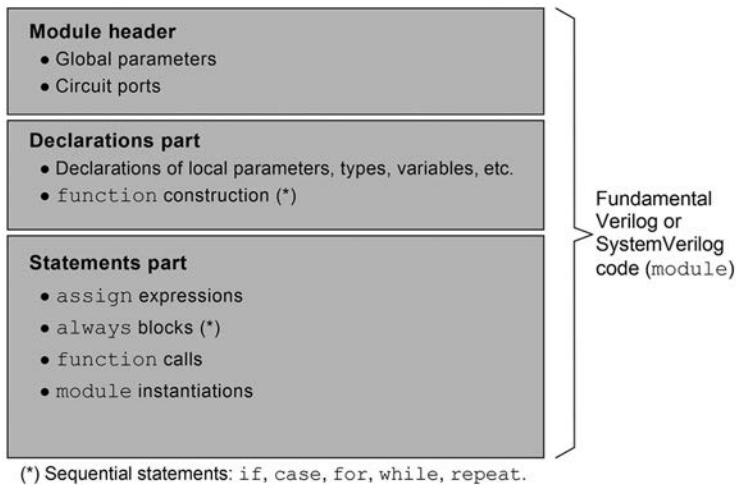 Module header
• Global parameters
• Circuit ports
Declarations part
• Declarations of local parameters, types, variables, etc.
• function construction (*)
Statements part
• assign expressions
• always blocks (*)
• function calls
• module instantiations
Fundamental
Verilog or
SystemVerilog
code (module)
(*) Sequential statements: if, case, for, while, repeat.